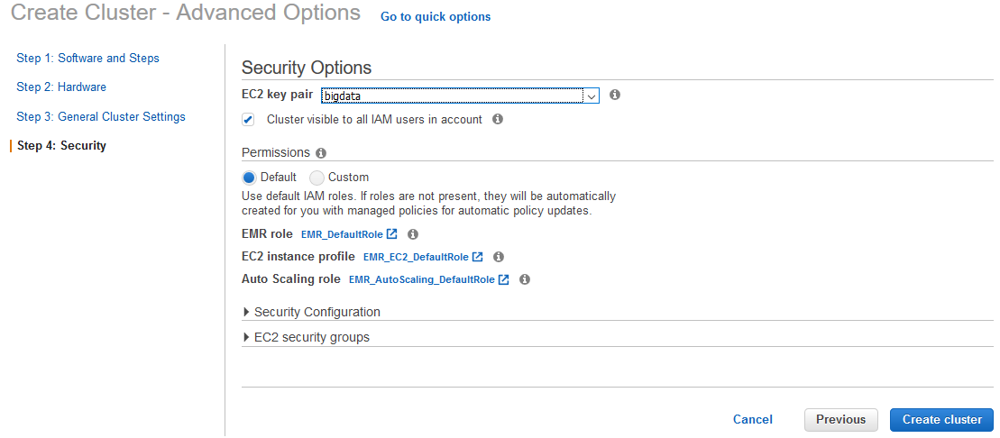 Create Cluster - Advanced Options Go to quick options
Step 1: Software and Steps
Step 2: Hardware
Step 3: General Cluster Settings
Step 4: Security
Security Options
EC2 key pair bigdata
Cluster visible to all IAM users in account
Permissions
Default Custom
Use default IAM roles. If roles are not present, they will be automatically
created for you with managed policies for automatic policy updates.
EMR role EMR_DefaultRole
EC2 instance profile EMR_EC2_DefaultRole
Auto Scaling role EMR_AutoScaling_DefaultRole
Security Configuration
EC2 security groups
Cancel Previous Create cluster